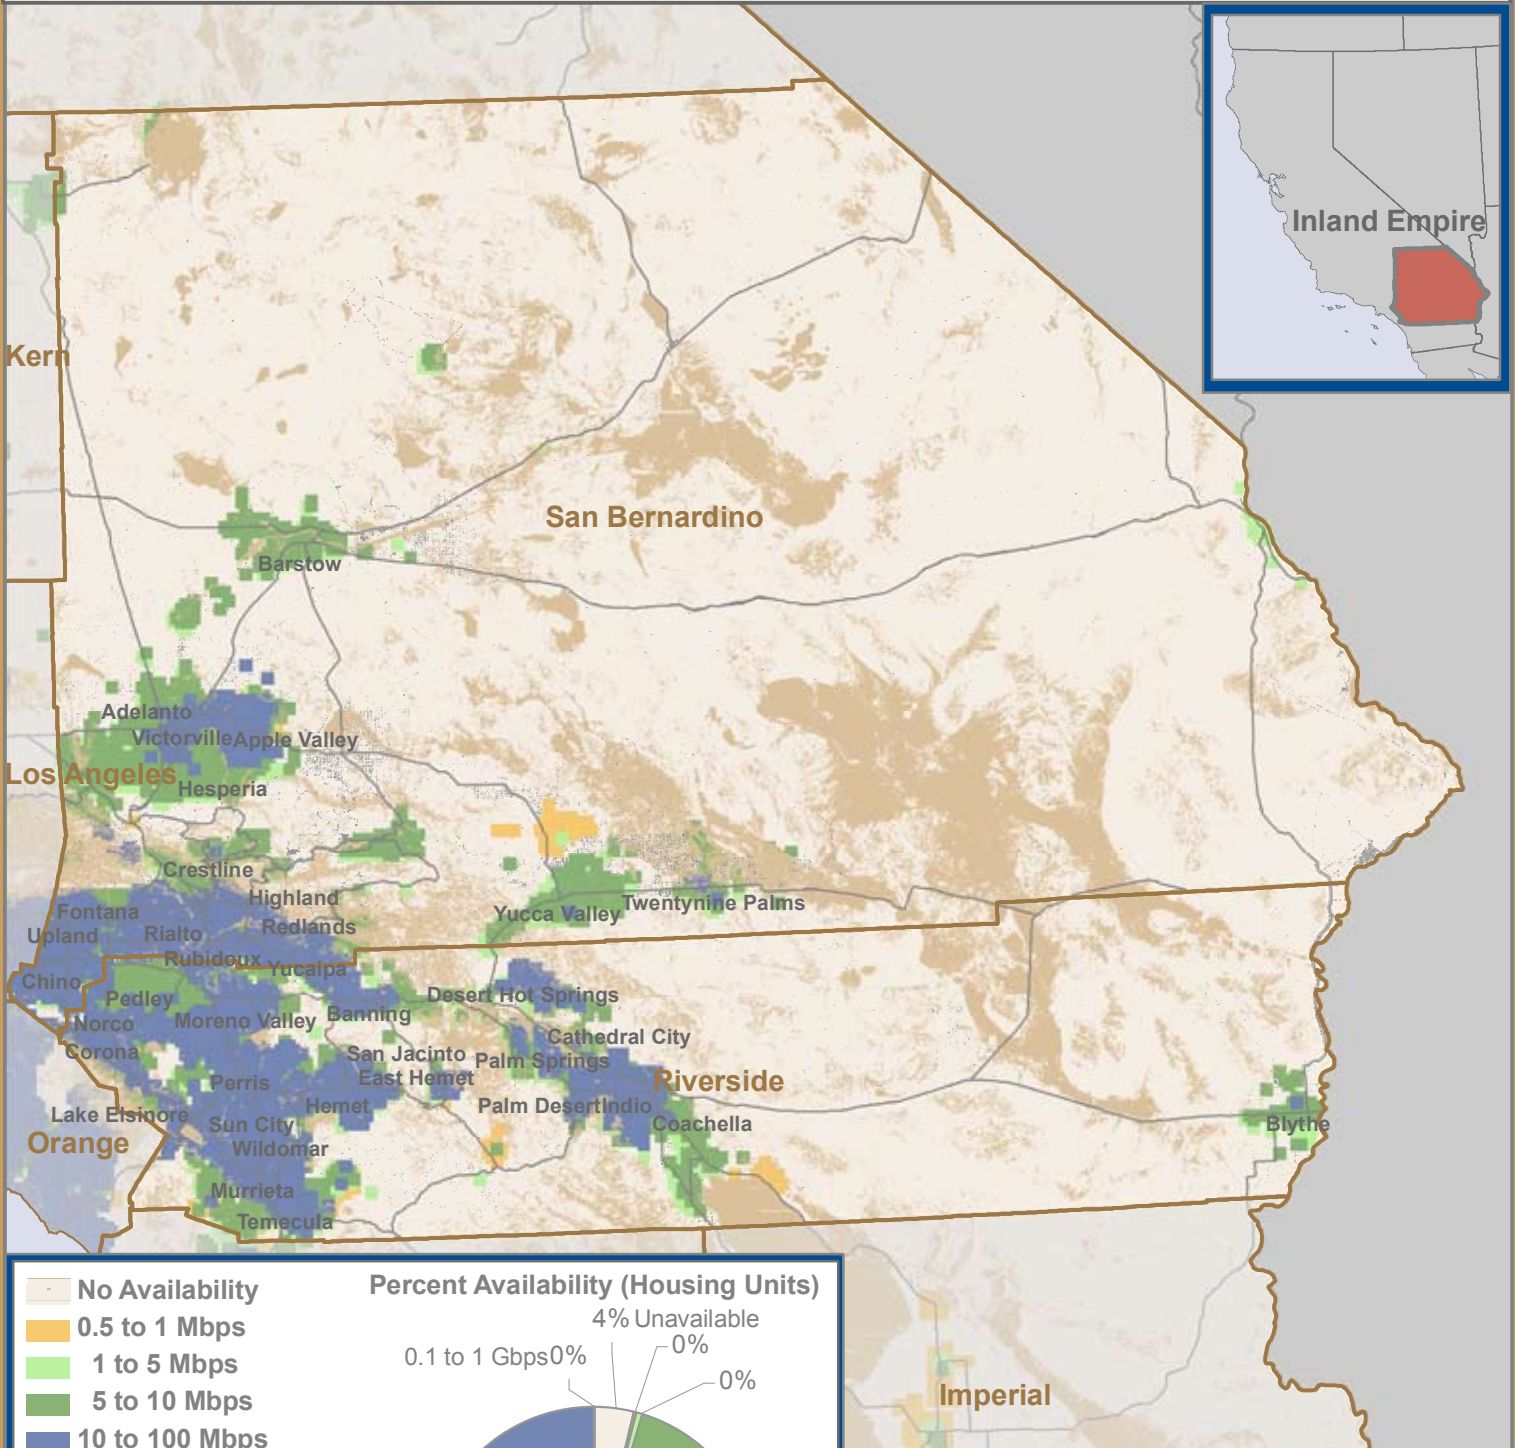 Inland Empire
Kern
San Bernardino
Barstow
Adelanto
Victorville
Apple Valley
Los Angeles
Hesperia
Crestline
Highland
Fontana
Yucca Valley
Twentynine Palms
Redlands
Upland
Rialto
Rubidoux
Yucaipa
Chino
Pedley
Desert Hot Springs
Norco
Moreno Valley
Banning
Cathedral City
Corona
San Jacinto
Palm Springs
East Hemet
Perris
Riverside
Lake Elsinore
Hemet
Palm Desert
Indio
Sun City
Coachella
Blythe
Orange
Wildomar
Murrieta
Temecula
Imperial
No Availability
0.5 to 1 Mbps
1 to 5 Mbps
5 to 10 Mbps
10 to 100 Mbps
Percent Availability (Housing Units)
4% Unavailable
0%
0.1 to 1 Gbps0%
0%